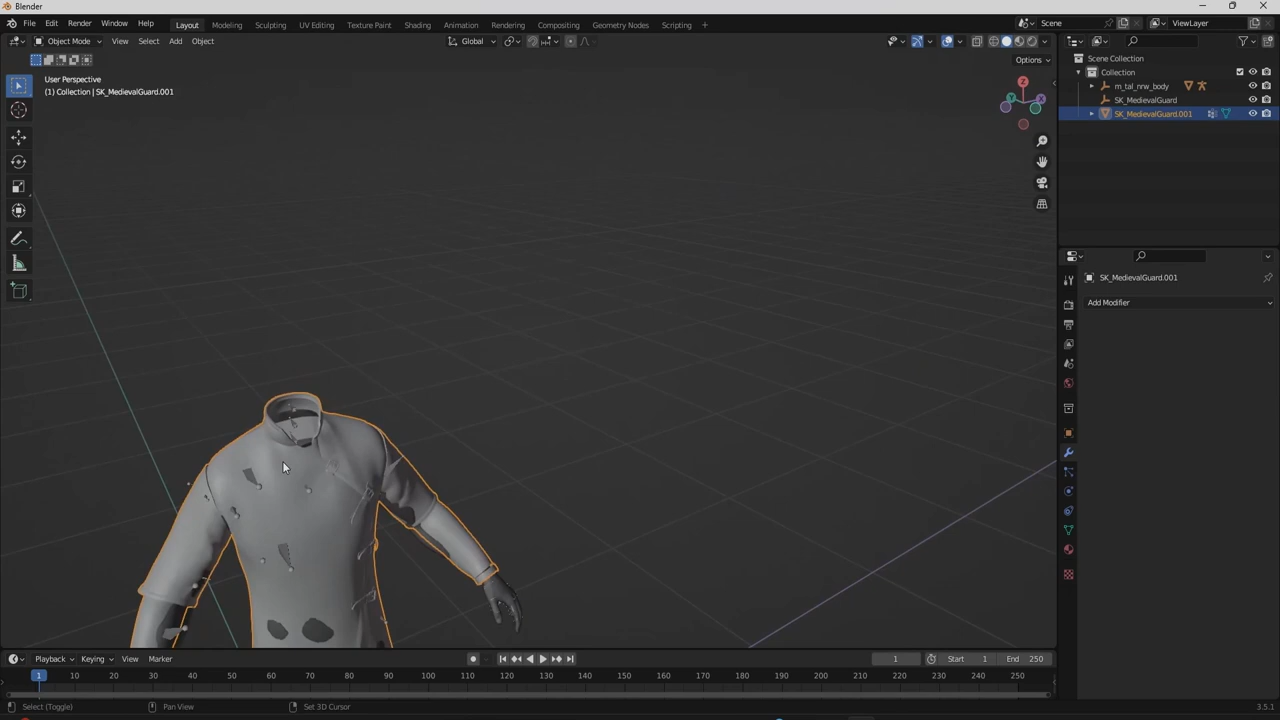 Blender
File Edit Render Window Help Layout Modeling Sculpting UV Editing Texture Paint Shading Animation Rendering Compositing Geometry Nodes Scripting + Scene ViewLayer
Object Mode View Select Add Object Global
Options
User Perspective
(1) Collection | SK_MedievalGuard.001
Z
Y X
Scene Collection
Collection
m_tal_nrw_body
SK_MedievalGuard
SK_MedievalGuard.001
SK_MedievalGuard.001
Add Modifier
Playback Keying View Marker 1 Start 1 End 250
1 10 20 30 40 50 60 70 80 90 100 110 120 130 140 150 160 170 180 190 200 210 220 230 240 250
Select (Toggle) Pan View Set 3D Cursor 3.5.1